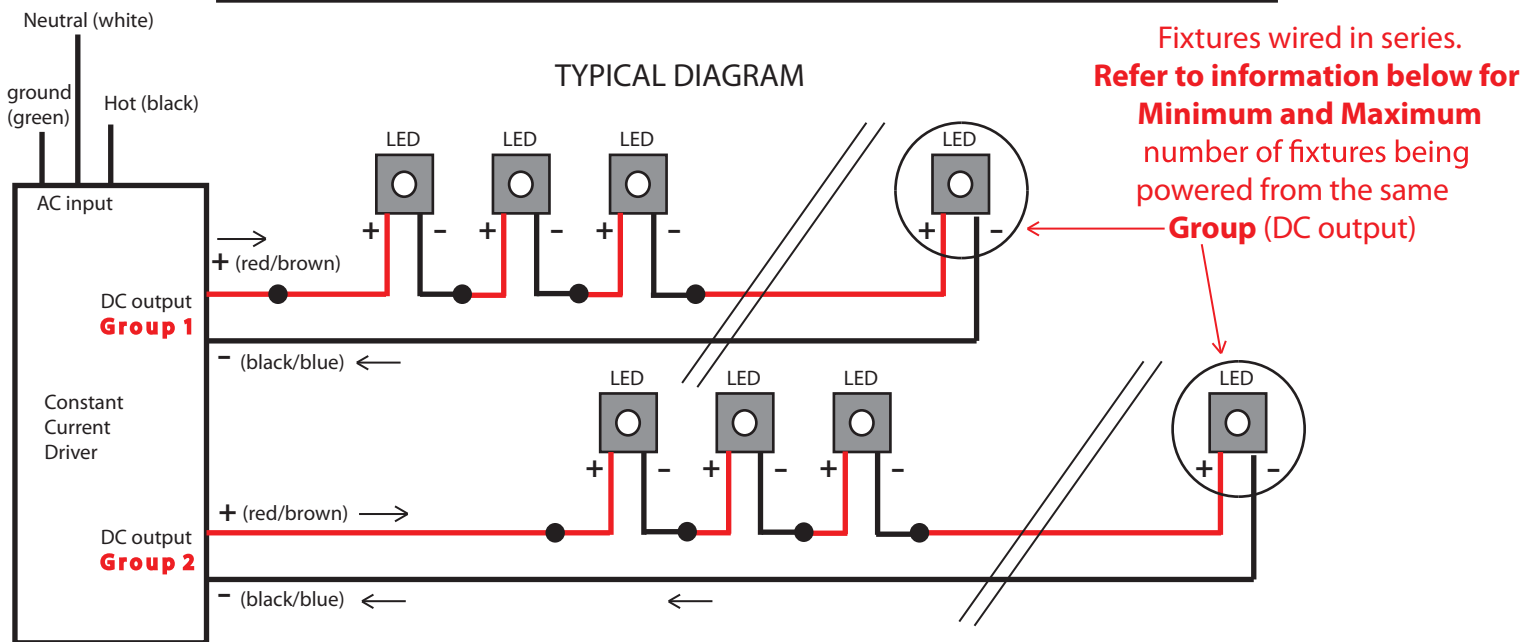 Neutral (white)
ground
(green)
Hot (black)
AC input
TYPICAL DIAGRAM
Fixtures wired in series.
Refer to information below for
Minimum and Maximum
number of fixtures being
powered from the same
Group (DC output)
LED
LED
LED
LED
+ –
+ –
+ –
+ –
+ (red/brown)
DC output
Group 1
– (black/blue)
Constant
Current
Driver
LED
LED
LED
LED
+ –
+ –
+ –
+ –
+ (red/brown)
DC output
Group 2
– (black/blue)